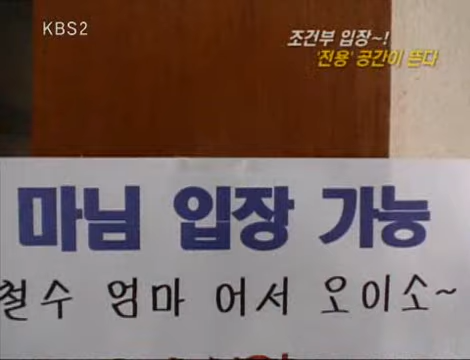 KBS2
조건부 입장~!
'전용' 공간이 뜬다
마님 입장 가능
철수 엄마 어서 오이소~